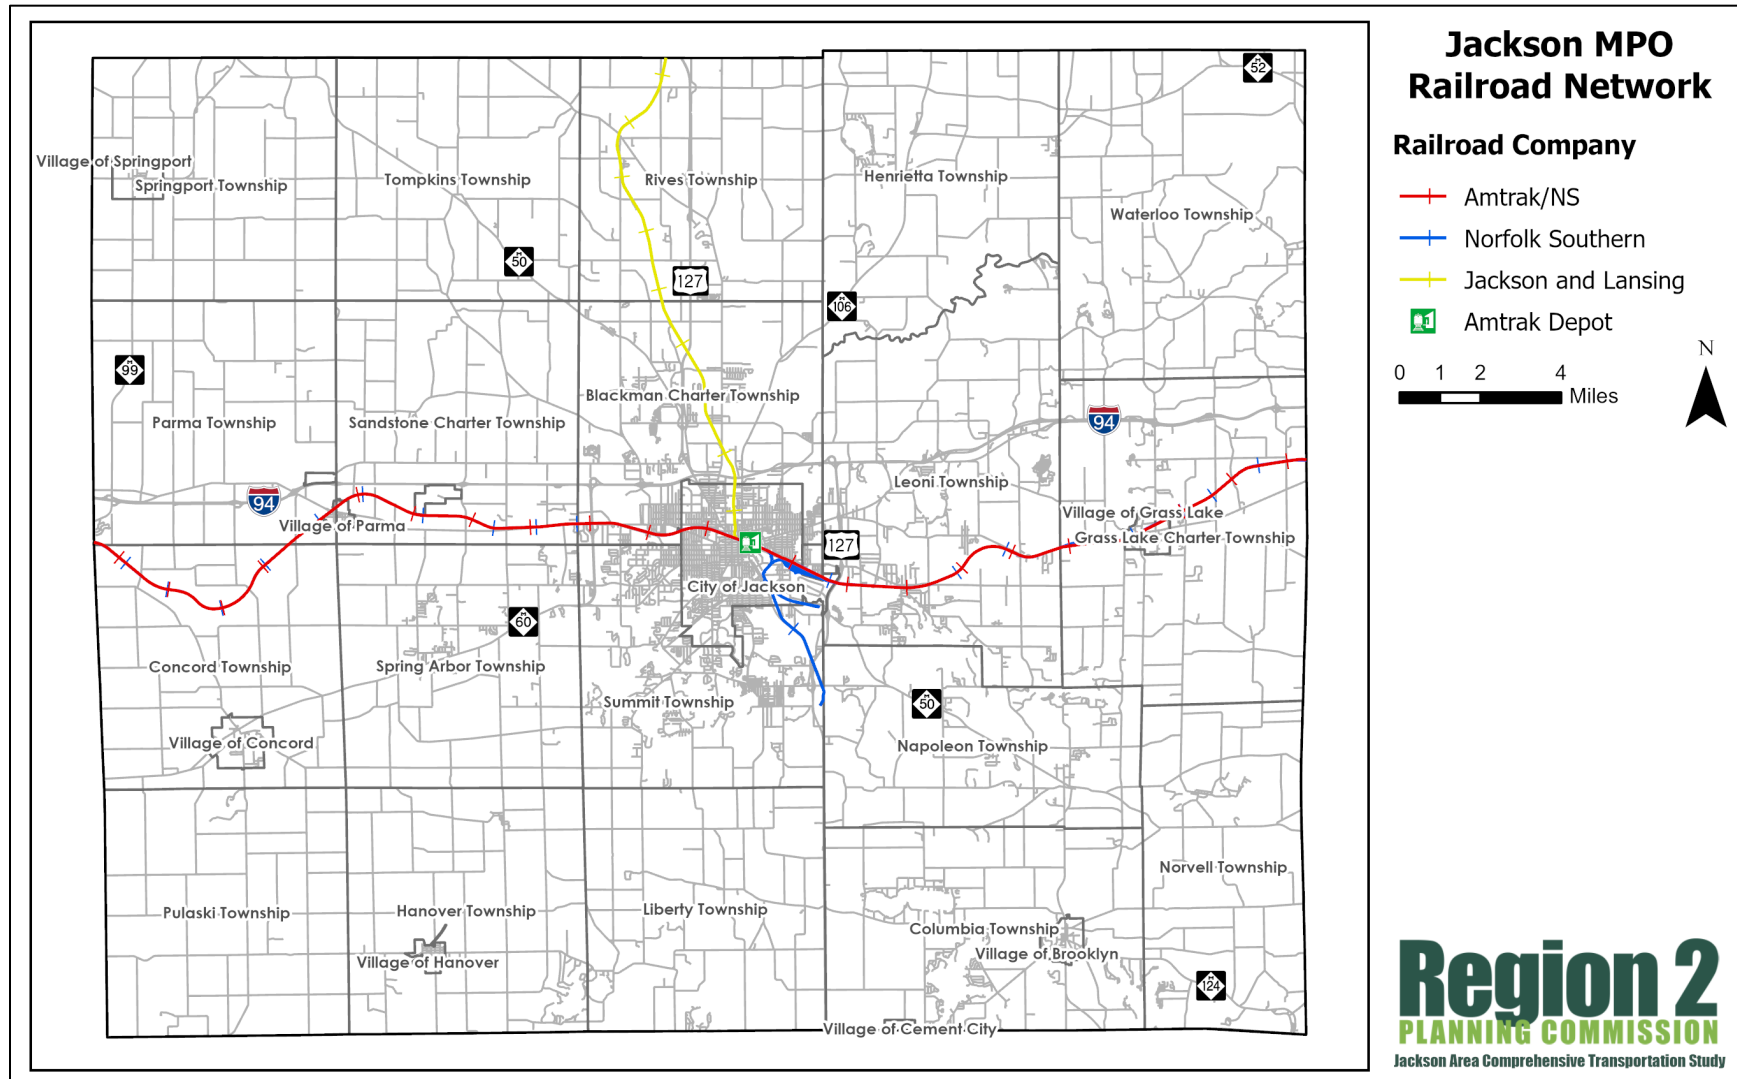 Jackson MPO
Railroad Network
Railroad Company
Amtrak/NS
Norfolk Southern
Jackson and Lansing
Amtrak Depot
0 1 2 4
Miles
N
M
52
Village of Springport
Springport Township
Tompkins Township
Rives Township
Henrietta Township
Waterloo Township
M
50
127
M
106
M
99
Blackman Charter Township
Parma Township
Sandstone Charter Township
94
Leoni Township
94
Village of Parma
Village of Grass Lake
Grass Lake Charter Township
127
City of Jackson
M
60
Concord Township
Spring Arbor Township
Summit Township
M
50
Village of Concord
Napoleon Township
Norvell Township
Pulaski Township
Hanover Township
Liberty Township
Columbia Township
Village of Brooklyn
Village of Hanover
M
124
Village of Cement City
Region 2
PLANNING COMMISSION
Jackson Area Comprehensive Transportation Study